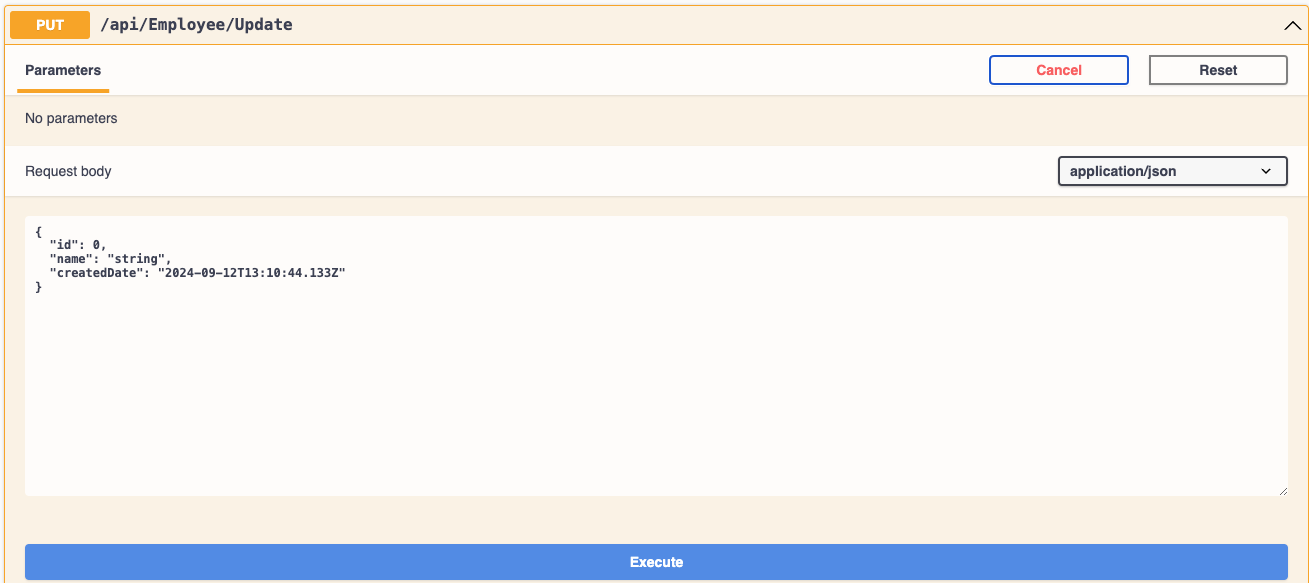 PUT /api/Employee/Update
Parameters Cancel Reset
No parameters
Request body application/json
{
  "id": 0,
  "name": "string",
  "createdDate": "2024-09-12T13:10:44.133Z"
}
Execute